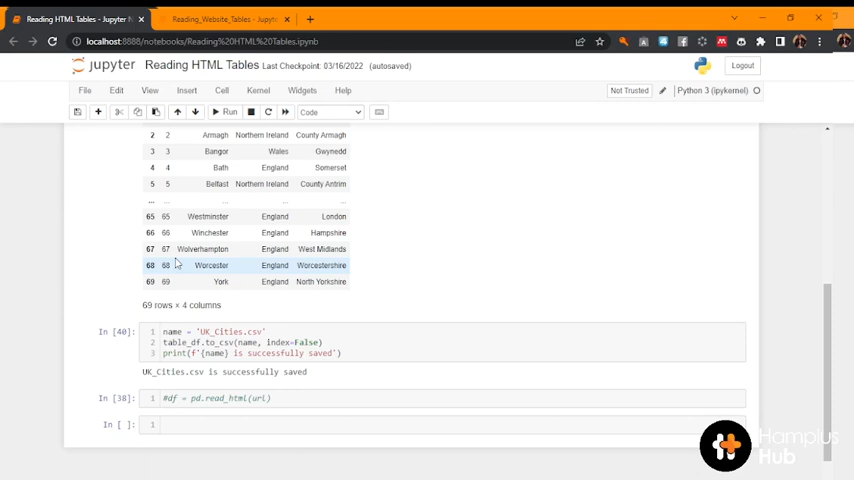 Reading HTML Tables - Jupyter N
Reading_Website_Tables - Jupyte
localhost:8888/notebooks/Reading%20HTML%20Tables.ipynb
jupyter Reading HTML Tables Last Checkpoint: 03/16/2022 (autosaved)
Logout
File Edit View Insert Cell Kernel Widgets Help
Not Trusted Python 3 (ipykernel)
Run Code
2 2 Armagh Northern Ireland County Armagh
3 3 Bangor Wales Gwynedd
4 4 Bath England Somerset
5 5 Belfast Northern Ireland County Antrim
... ... ... ... ...
65 65 Westminster England London
66 66 Winchester England Hampshire
67 67 Wolverhampton England West Midlands
68 68 Worcester England Worcestershire
69 69 York England North Yorkshire
69 rows × 4 columns
In [40]:
1 name = 'UK_Cities.csv'
2 table_df.to_csv(name, index=False)
3 print(f'{name} is successfully saved')
UK_Cities.csv is successfully saved
In [38]: 1 #df = pd.read_html(url)
In [ ]: 1
Hamplus
Hub